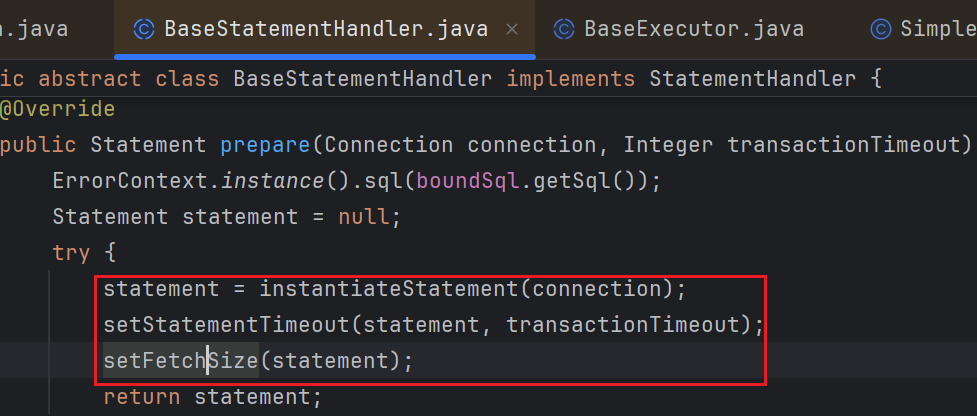 a.java
BaseStatementHandler.java
BaseExecutor.java
Simple
ic abstract class BaseStatementHandler implements StatementHandler {
@Override
public Statement prepare(Connection connection, Integer transactionTimeout)
ErrorContext.instance().sql(boundSql.getSql());
Statement statement = null;
try {
statement = instantiateStatement(connection);
setStatementTimeout(statement, transactionTimeout);
setFetchSize(statement);
return statement;